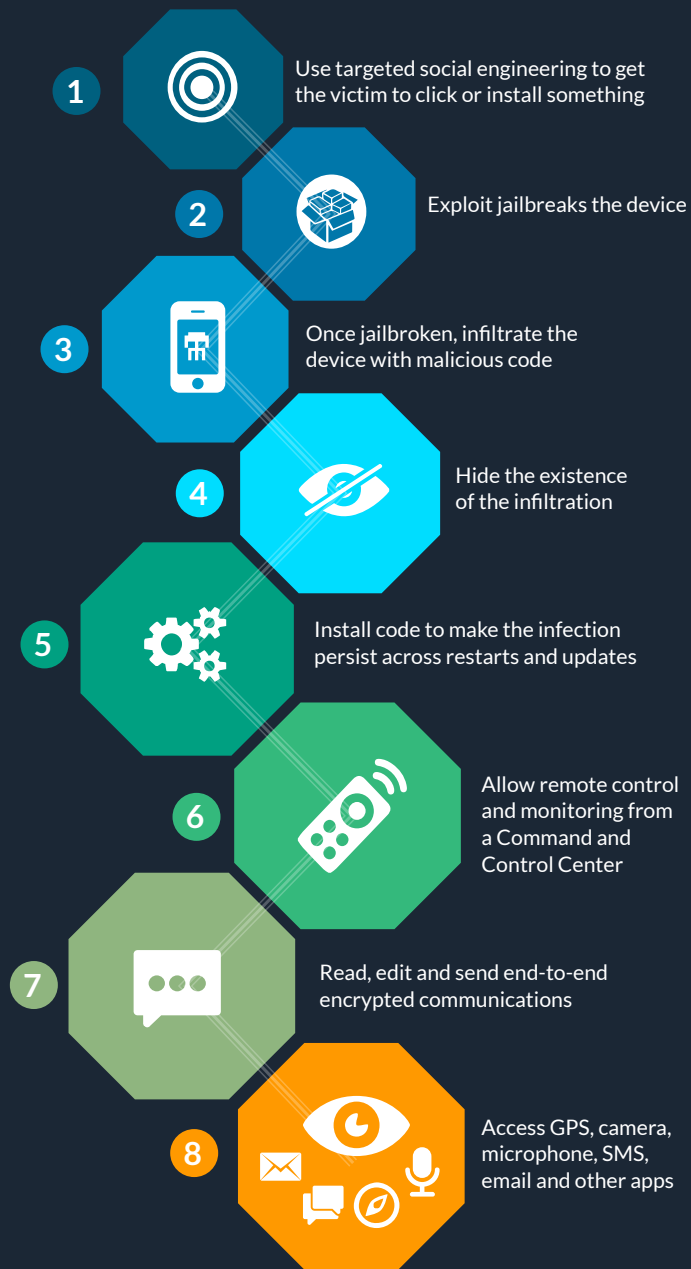 1
Use targeted social engineering to get
the victim to click or install something
2
Exploit jailbreaks the device
3
Once jailbroken, infiltrate the
device with malicious code
4
Hide the existence
of the infiltration
5
Install code to make the infection
persist across restarts and updates
6
Allow remote control
and monitoring from
a Command and
Control Center
7
Read, edit and send end-to-end
encrypted communications
8
Access GPS, camera,
microphone, SMS,
email and other apps